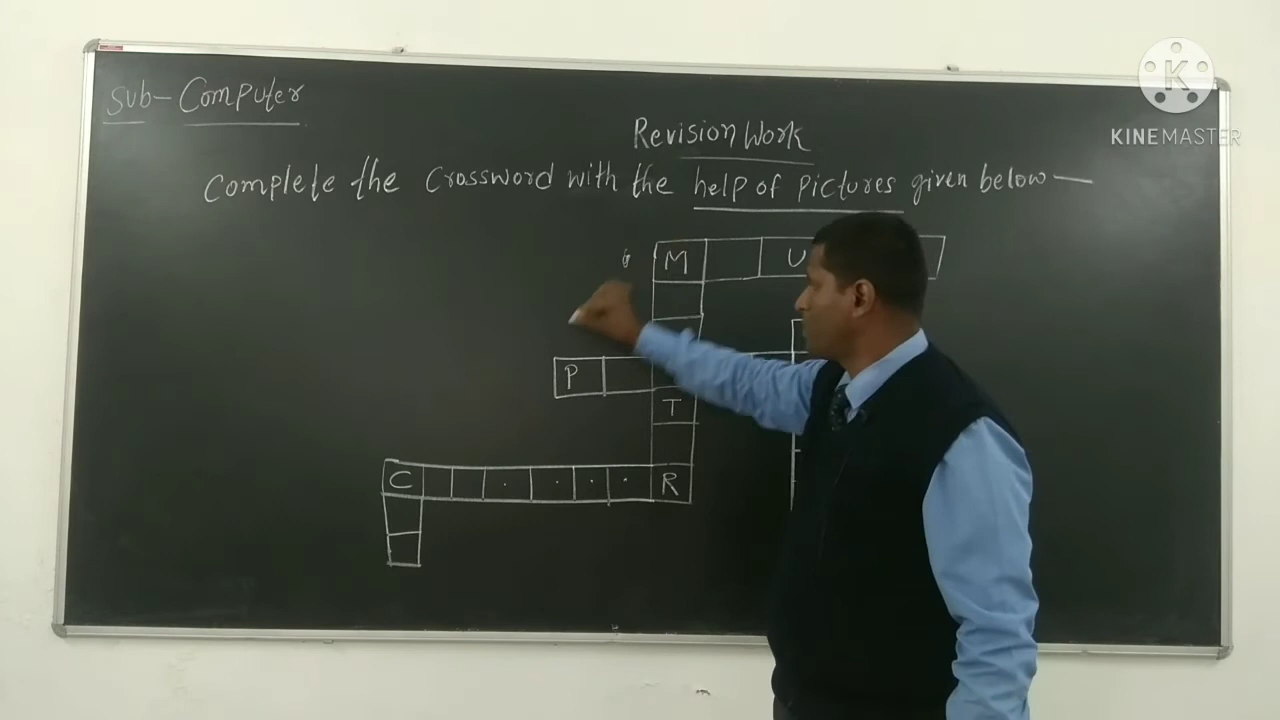 Sub- Computer
K
KINEMASTER
Revision Work
Complete the Crossword with the help of pictures given below —
M U
P
T
C R